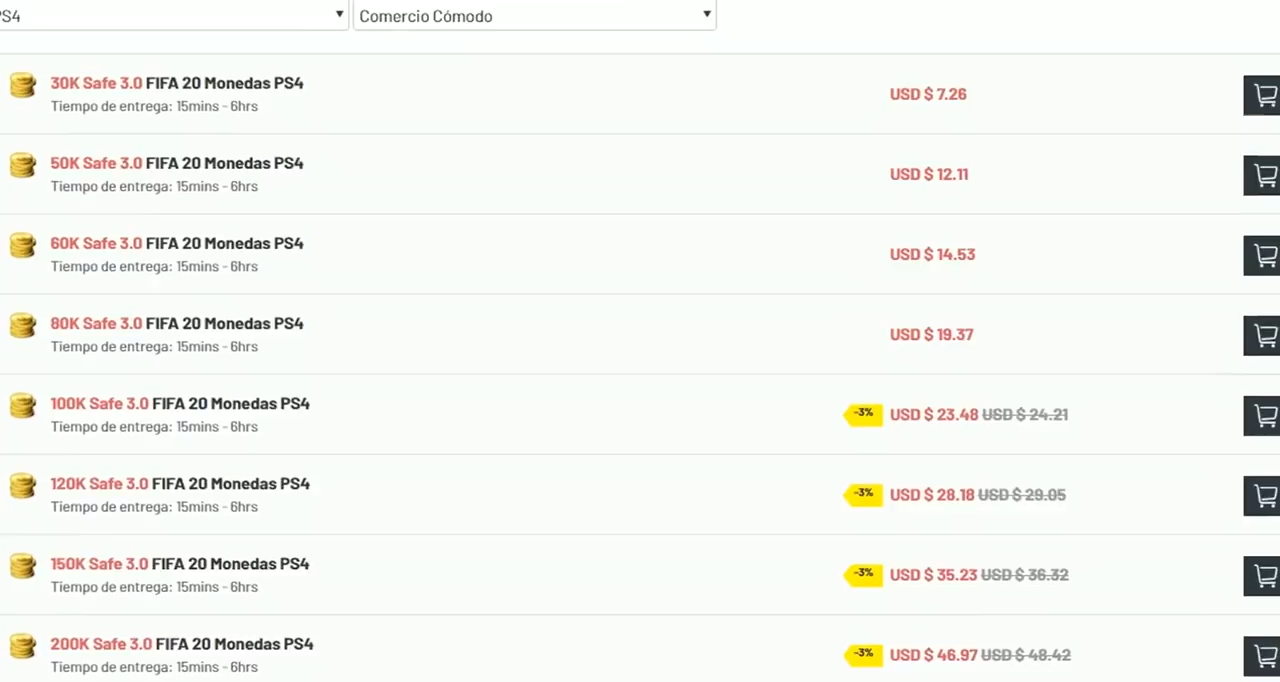 PS4 Comercio Cómodo
30K Safe 3.0 FIFA 20 Monedas PS4
Tiempo de entrega: 15mins - 6hrs
USD $ 7.26
50K Safe 3.0 FIFA 20 Monedas PS4
Tiempo de entrega: 15mins - 6hrs
USD $ 12.11
60K Safe 3.0 FIFA 20 Monedas PS4
Tiempo de entrega: 15mins - 6hrs
USD $ 14.53
80K Safe 3.0 FIFA 20 Monedas PS4
Tiempo de entrega: 15mins - 6hrs
USD $ 19.37
100K Safe 3.0 FIFA 20 Monedas PS4
Tiempo de entrega: 15mins - 6hrs
-3% USD $ 23.48 USD $ 24.21
120K Safe 3.0 FIFA 20 Monedas PS4
Tiempo de entrega: 15mins - 6hrs
-3% USD $ 28.18 USD $ 29.05
150K Safe 3.0 FIFA 20 Monedas PS4
Tiempo de entrega: 15mins - 6hrs
-3% USD $ 35.23 USD $ 36.32
200K Safe 3.0 FIFA 20 Monedas PS4
Tiempo de entrega: 15mins - 6hrs
-3% USD $ 46.97 USD $ 48.42